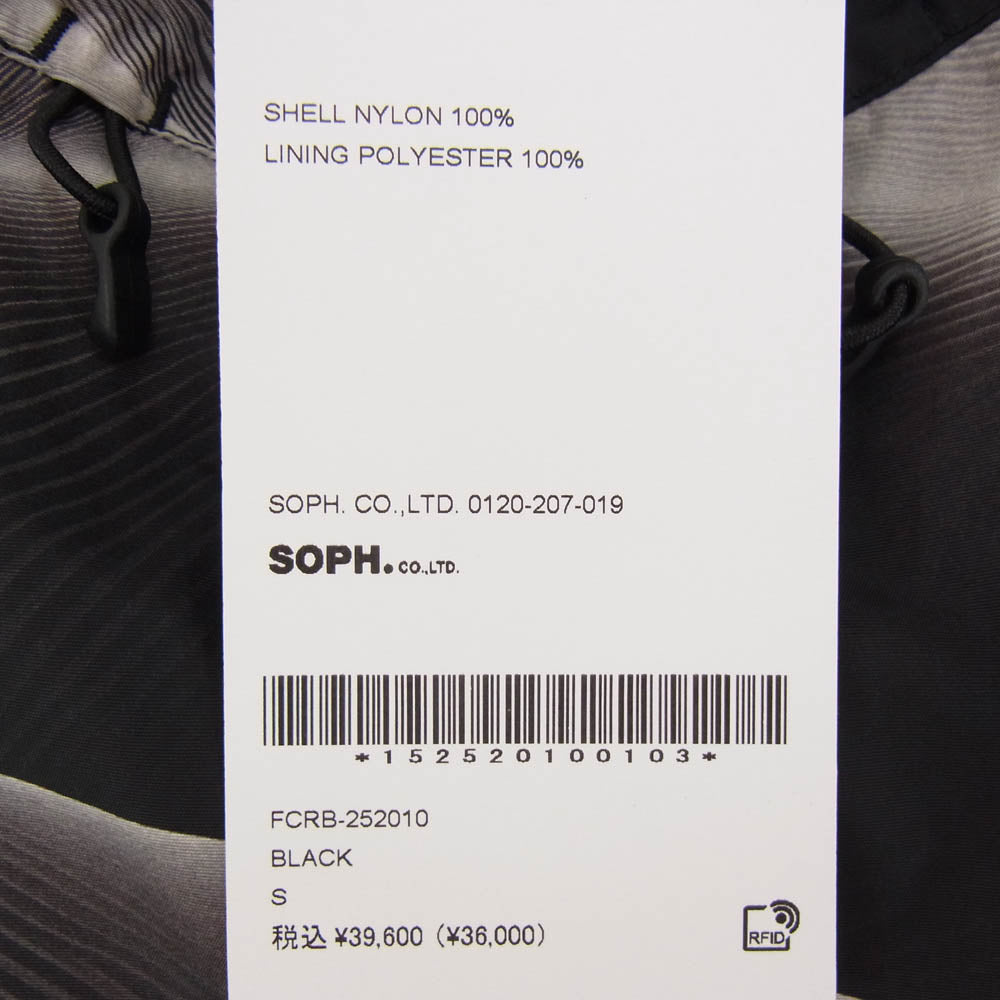 SHELL NYLON 100%
LINING POLYESTER 100%
SOPH. CO.,LTD. 0120-207-019
SOPH. CO.,LTD.
*152520100103*
FCRB-252010
BLACK
S
税込 ¥39,600 (¥36,000)
RFID